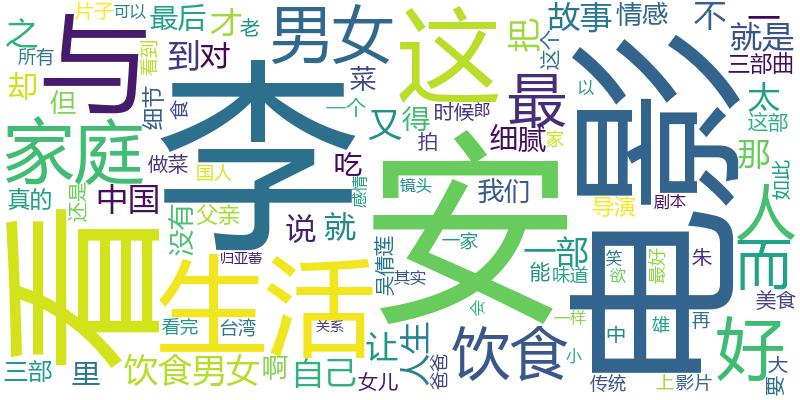 片子
可以
最后
才
老
男女
这
把
这个
故事
情感
不
一
之
与
到
对
看到
就是
所有
李
菜
最
电影
三部曲
却
但
细节
食
一个
又
得
时候
郎
以
太
这部
家庭
做菜
国人
吃
拍
细腻
家
那
如此
真的
还是
中国
父亲
感情
镜头
我们
导演
剧本
人
看
没有
说
就
安
吴倩莲
一家
一部
笑
欲
最好
朱
而
归亚蕾
其实
能
味道
生活
会
美食
看完
台湾
关系
让
人生
饮食
一样
中
雄
再
好
三部
里
饮食男女
啊
自己
女儿
爸爸
小
传统
上
影片
要
大
子